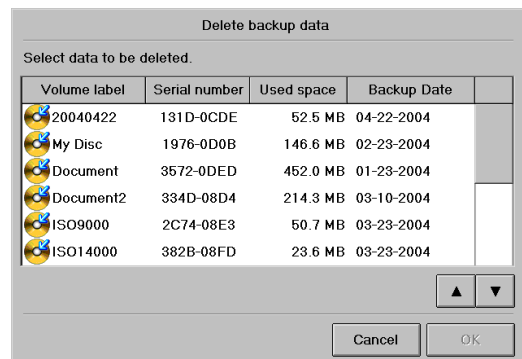 Delete backup data
Select data to be deleted.
Volume label Serial number Used space Backup Date
20040422 131D-0CDE 52.5 MB 04-22-2004
My Disc 1976-0D0B 146.6 MB 02-23-2004
Document 3572-0DED 452.0 MB 01-23-2004
Document2 334D-08D4 214.3 MB 03-10-2004
ISO9000 2C74-08E3 50.7 MB 03-23-2004
ISO14000 382B-08FD 23.6 MB 03-23-2004
Cancel OK